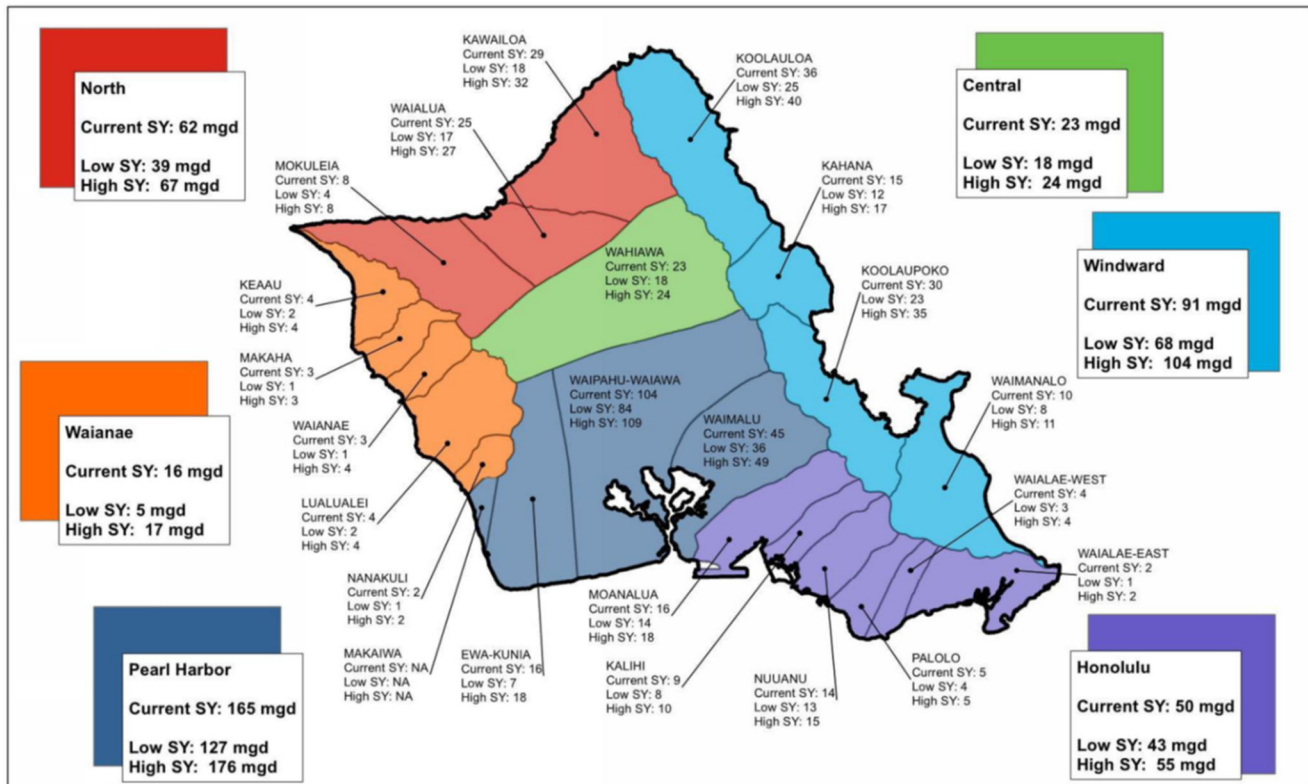 North
Current SY: 62 mgd
Low SY: 39 mgd
High SY: 67 mgd
KAWAILOA
Current SY: 29
Low SY: 18
High SY: 32
KOOLAULOA
Current SY: 36
Low SY: 25
High SY: 40
Central
Current SY: 23 mgd
Low SY: 18 mgd
High SY: 24 mgd
WAIALUA
Current SY: 25
Low SY: 17
High SY: 27
MOKULEIA
Current SY: 8
Low SY: 4
High SY: 8
KAHANA
Current SY: 15
Low SY: 12
High SY: 17
WAHIAWA
Current SY: 23
Low SY: 18
High SY: 24
KOOLAUPOKO
Current SY: 30
Low SY: 23
High SY: 35
Windward
Current SY: 91 mgd
Low SY: 68 mgd
High SY: 104 mgd
KEAAU
Current SY: 4
Low SY: 2
High SY: 4
MAKAHA
Current SY: 3
Low SY: 1
High SY: 3
WAIPAHU-WAIAWA
Current SY: 104
Low SY: 84
High SY: 109
WAIMALU
Current SY: 45
Low SY: 36
High SY: 49
WAIMANALO
Current SY: 10
Low SY: 8
High SY: 11
Waianae
Current SY: 16 mgd
Low SY: 5 mgd
High SY: 17 mgd
WAIANAE
Current SY: 3
Low SY: 1
High SY: 4
LUALUALEI
Current SY: 4
Low SY: 2
High SY: 4
WAIALAE-WEST
Current SY: 4
Low SY: 3
High SY: 4
WAIALAE-EAST
Current SY: 2
Low SY: 1
High SY: 2
NANAKULI
Current SY: 2
Low SY: 1
High SY: 2
MAKAIWA
Current SY: NA
Low SY: NA
High SY: NA
EWA-KUNIA
Current SY: 16
Low SY: 7
High SY: 18
MOANALUA
Current SY: 16
Low SY: 14
High SY: 18
KALIHI
Current SY: 9
Low SY: 8
High SY: 10
NUUANU
Current SY: 14
Low SY: 13
High SY: 15
PALOLO
Current SY: 5
Low SY: 4
High SY: 5
Pearl Harbor
Current SY: 165 mgd
Low SY: 127 mgd
High SY: 176 mgd
Honolulu
Current SY: 50 mgd
Low SY: 43 mgd
High SY: 55 mgd